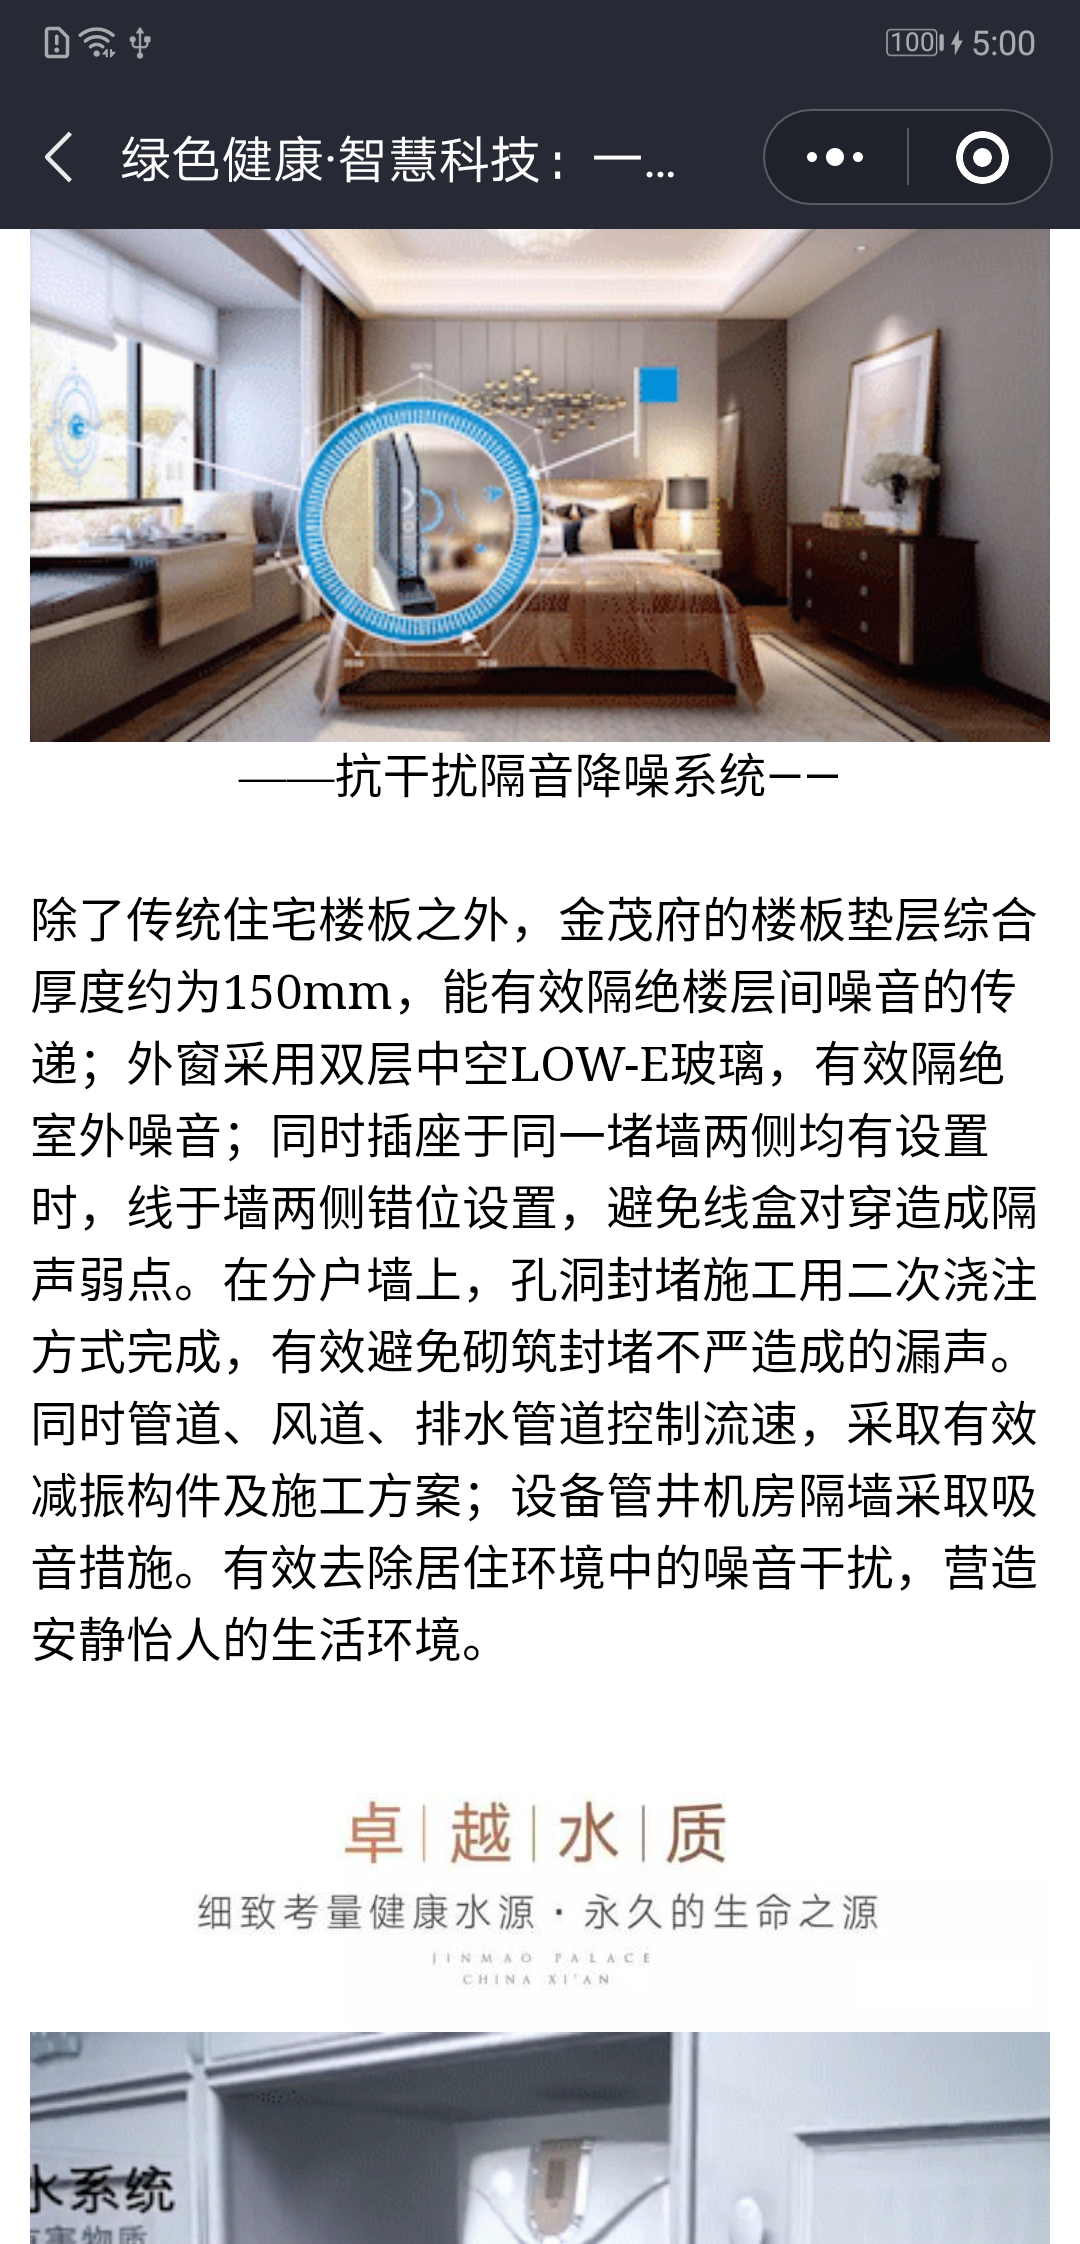 100 5:00
绿色健康·智慧科技：一...
——抗干扰隔音降噪系统——
除了传统住宅楼板之外，金茂府的楼板垫层综合
厚度约为150mm，能有效隔绝楼层间噪音的传
递；外窗采用双层中空LOW-E玻璃，有效隔绝
室外噪音；同时插座于同一堵墙两侧均有设置
时，线于墙两侧错位设置，避免线盒对穿造成隔
声弱点。在分户墙上，孔洞封堵施工用二次浇注
方式完成，有效避免砌筑封堵不严造成的漏声。
同时管道、风道、排水管道控制流速，采取有效
减振构件及施工方案；设备管井机房隔墙采取吸
音措施。有效去除居住环境中的噪音干扰，营造
安静怡人的生活环境。
卓|越|水|质
细致考量健康水源·永久的生命之源
JINMAO PALACE
CHINA XI'AN
水系统
有害物质